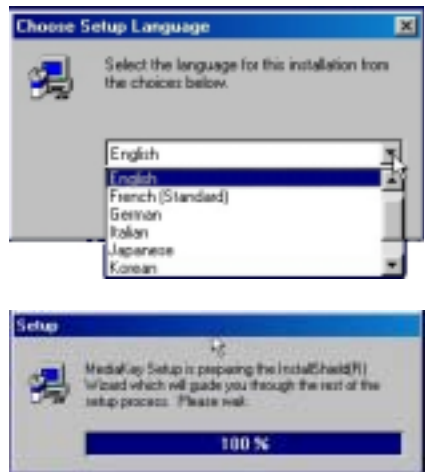 Choose Setup Language
Select the language for this installation from
the choices below.
English
English
French (Standard)
German
Italian
Japanese
Korean
Setup
MediaKey Setup is preparing the InstallShield(R)
Wizard which will guide you through the rest of the
setup process. Please wait.
100 %